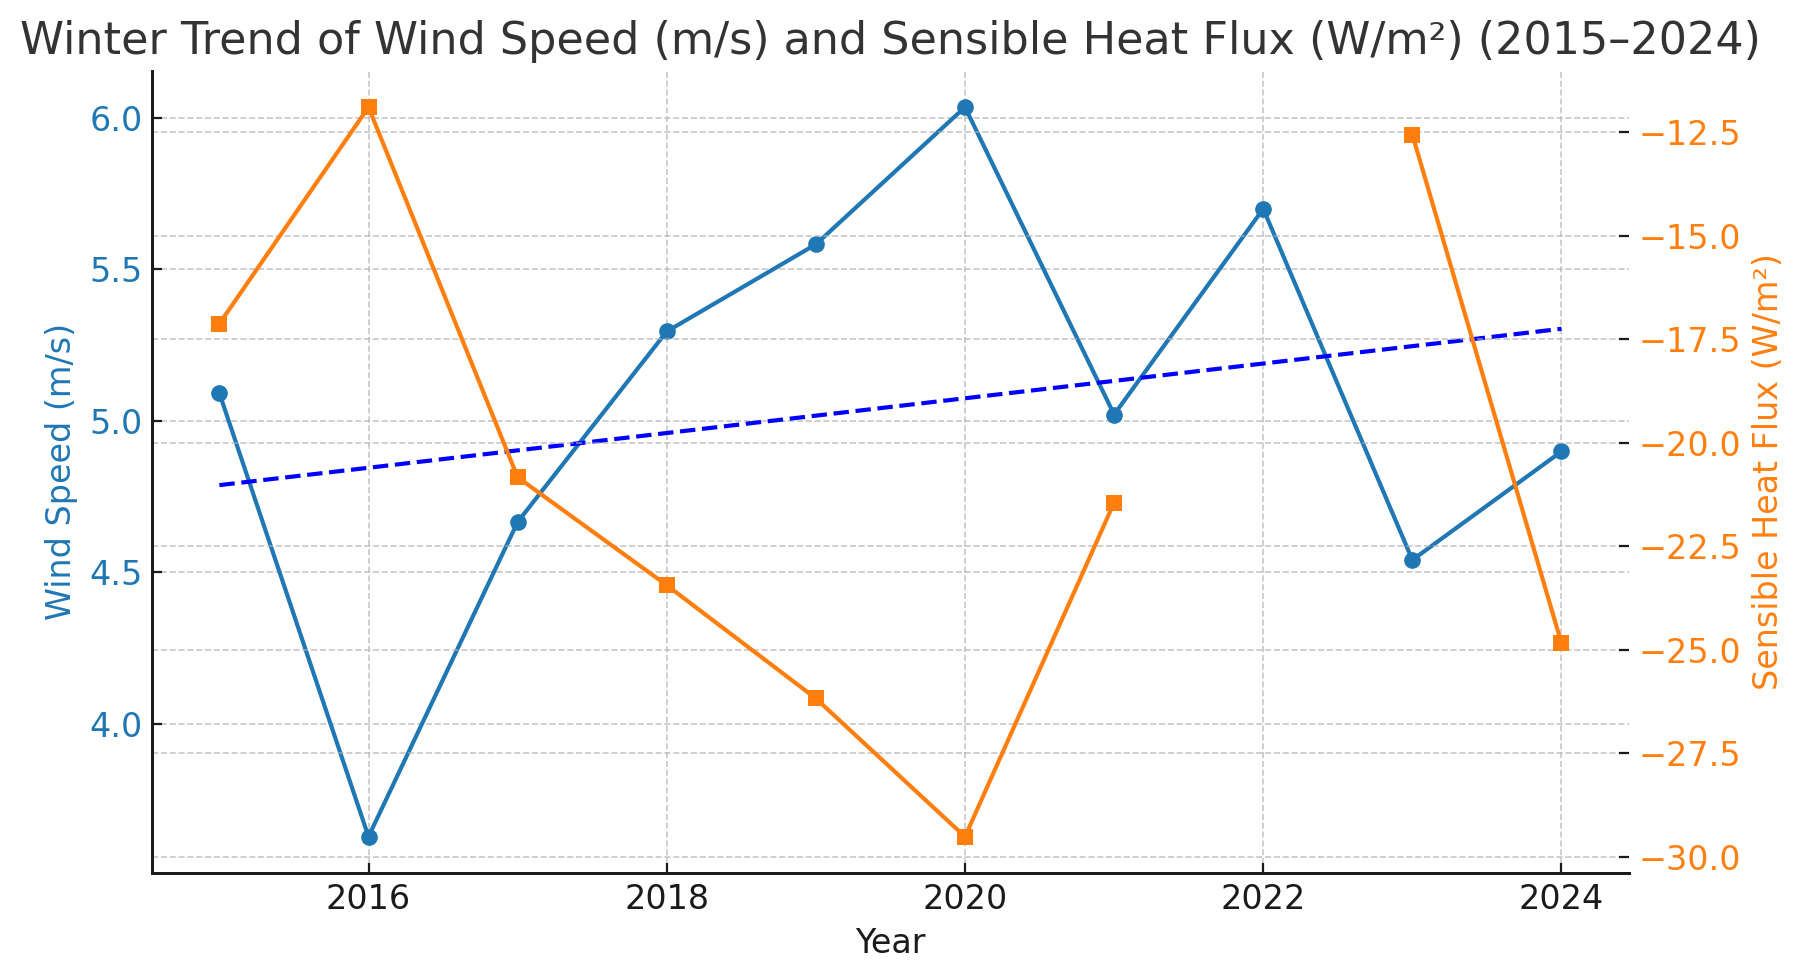 Winter Trend of Wind Speed (m/s) and Sensible Heat Flux (W/m²) (2015–2024)
Wind Speed (m/s)
6.0
5.5
5.0
4.5
4.0
−12.5
−15.0
−17.5
−20.0
−22.5
−25.0
−27.5
−30.0
Sensible Heat Flux (W/m²)
2016 2018 2020 2022 2024
Year